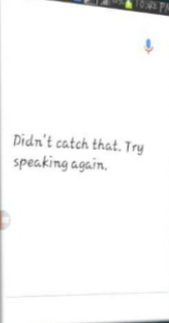 Didn't catch that. Try
speaking again.